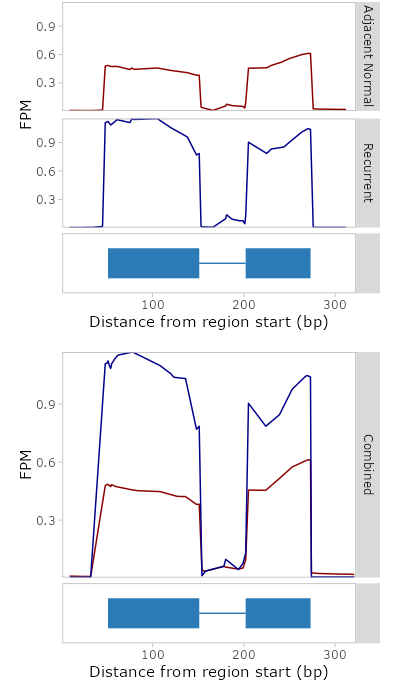 Adjacent Normal
0.9
0.6
0.3
FPM
Recurrent
0.9
0.6
0.3
100 200 300
Distance from region start (bp)
Combined
0.9
0.6
0.3
FPM
100 200 300
Distance from region start (bp)